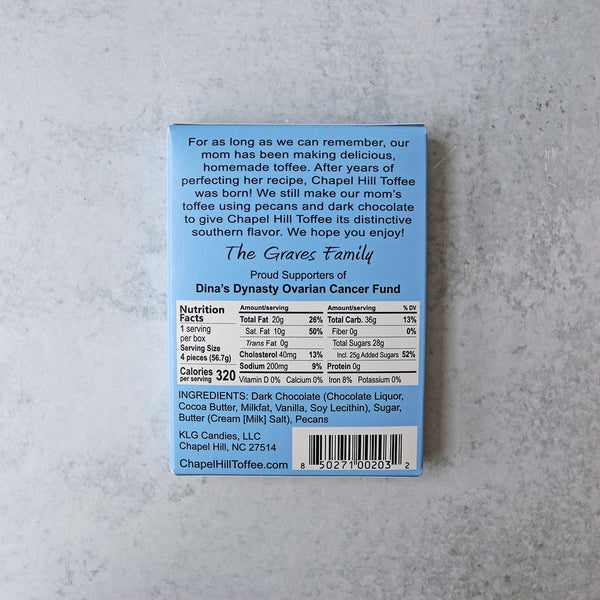 For as long as we can remember, our
mom has been making delicious,
homemade toffee. After years of
perfecting her recipe, Chapel Hill Toffee
was born! We still make our mom's
toffee using pecans and dark chocolate
to give Chapel Hill Toffee its distinctive
southern flavor. We hope you enjoy!
The Graves Family
Proud Supporters of
Dina's Dynasty Ovarian Cancer Fund
Nutrition
Facts
1 serving
per box
Serving Size
4 pieces (56.7g)
Calories 320
per serving
Amount/serving
Total Fat 20g 26%
Sat. Fat 10g 50%
Trans Fat 0g
Cholesterol 40mg 13%
Sodium 200mg 9%
Amount/serving % DV
Total Carb. 36g 13%
Fiber 0g 0%
Total Sugars 28g
Incl. 25g Added Sugars 52%
Protein 0g
Vitamin D 0% Calcium 0% Iron 8% Potassium 0%
INGREDIENTS: Dark Chocolate (Chocolate Liquor,
Cocoa Butter, Milkfat, Vanilla, Soy Lecithin), Sugar,
Butter (Cream [Milk] Salt), Pecans
KLG Candies, LLC
Chapel Hill, NC 27514
ChapelHillToffee.com
8 50271 00203 2